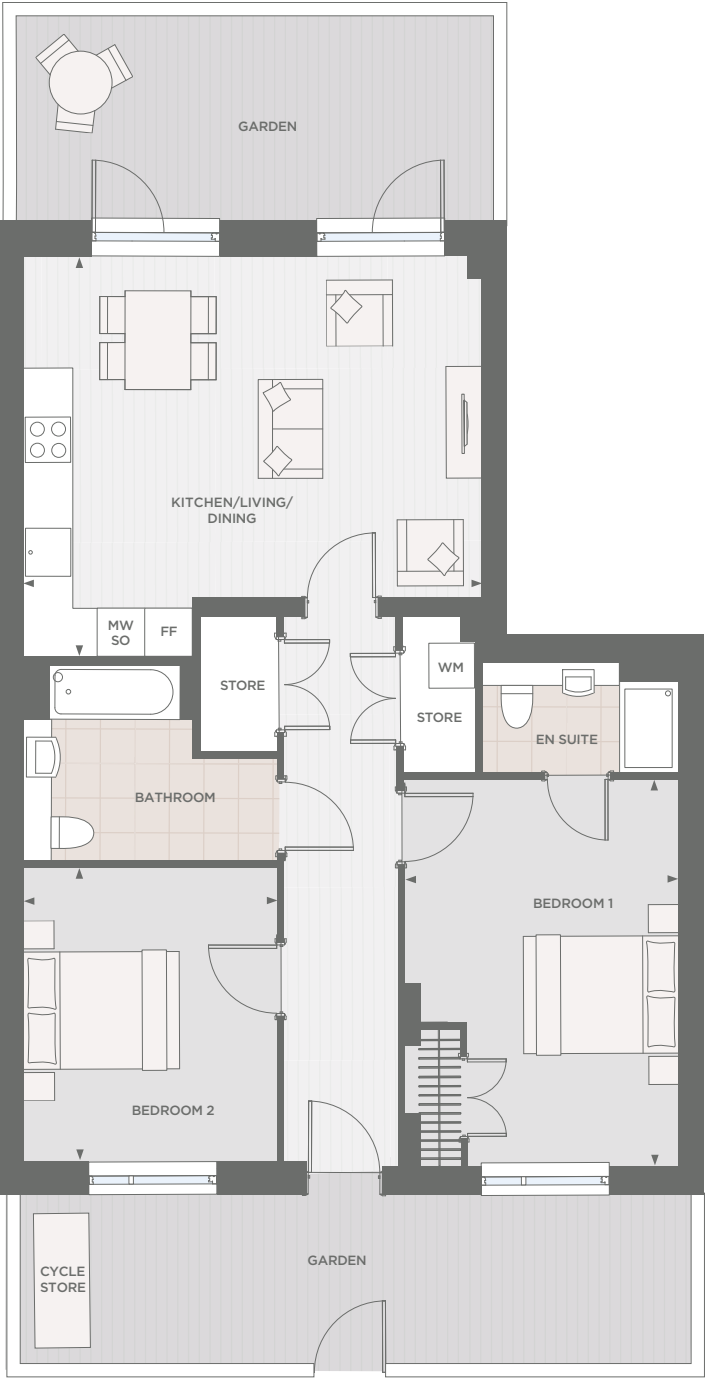 GARDEN
KITCHEN/LIVING/
DINING
MW
SO
FF
STORE
WM
STORE
EN SUITE
BATHROOM
BEDROOM 1
BEDROOM 2
GARDEN
CYCLE
STORE